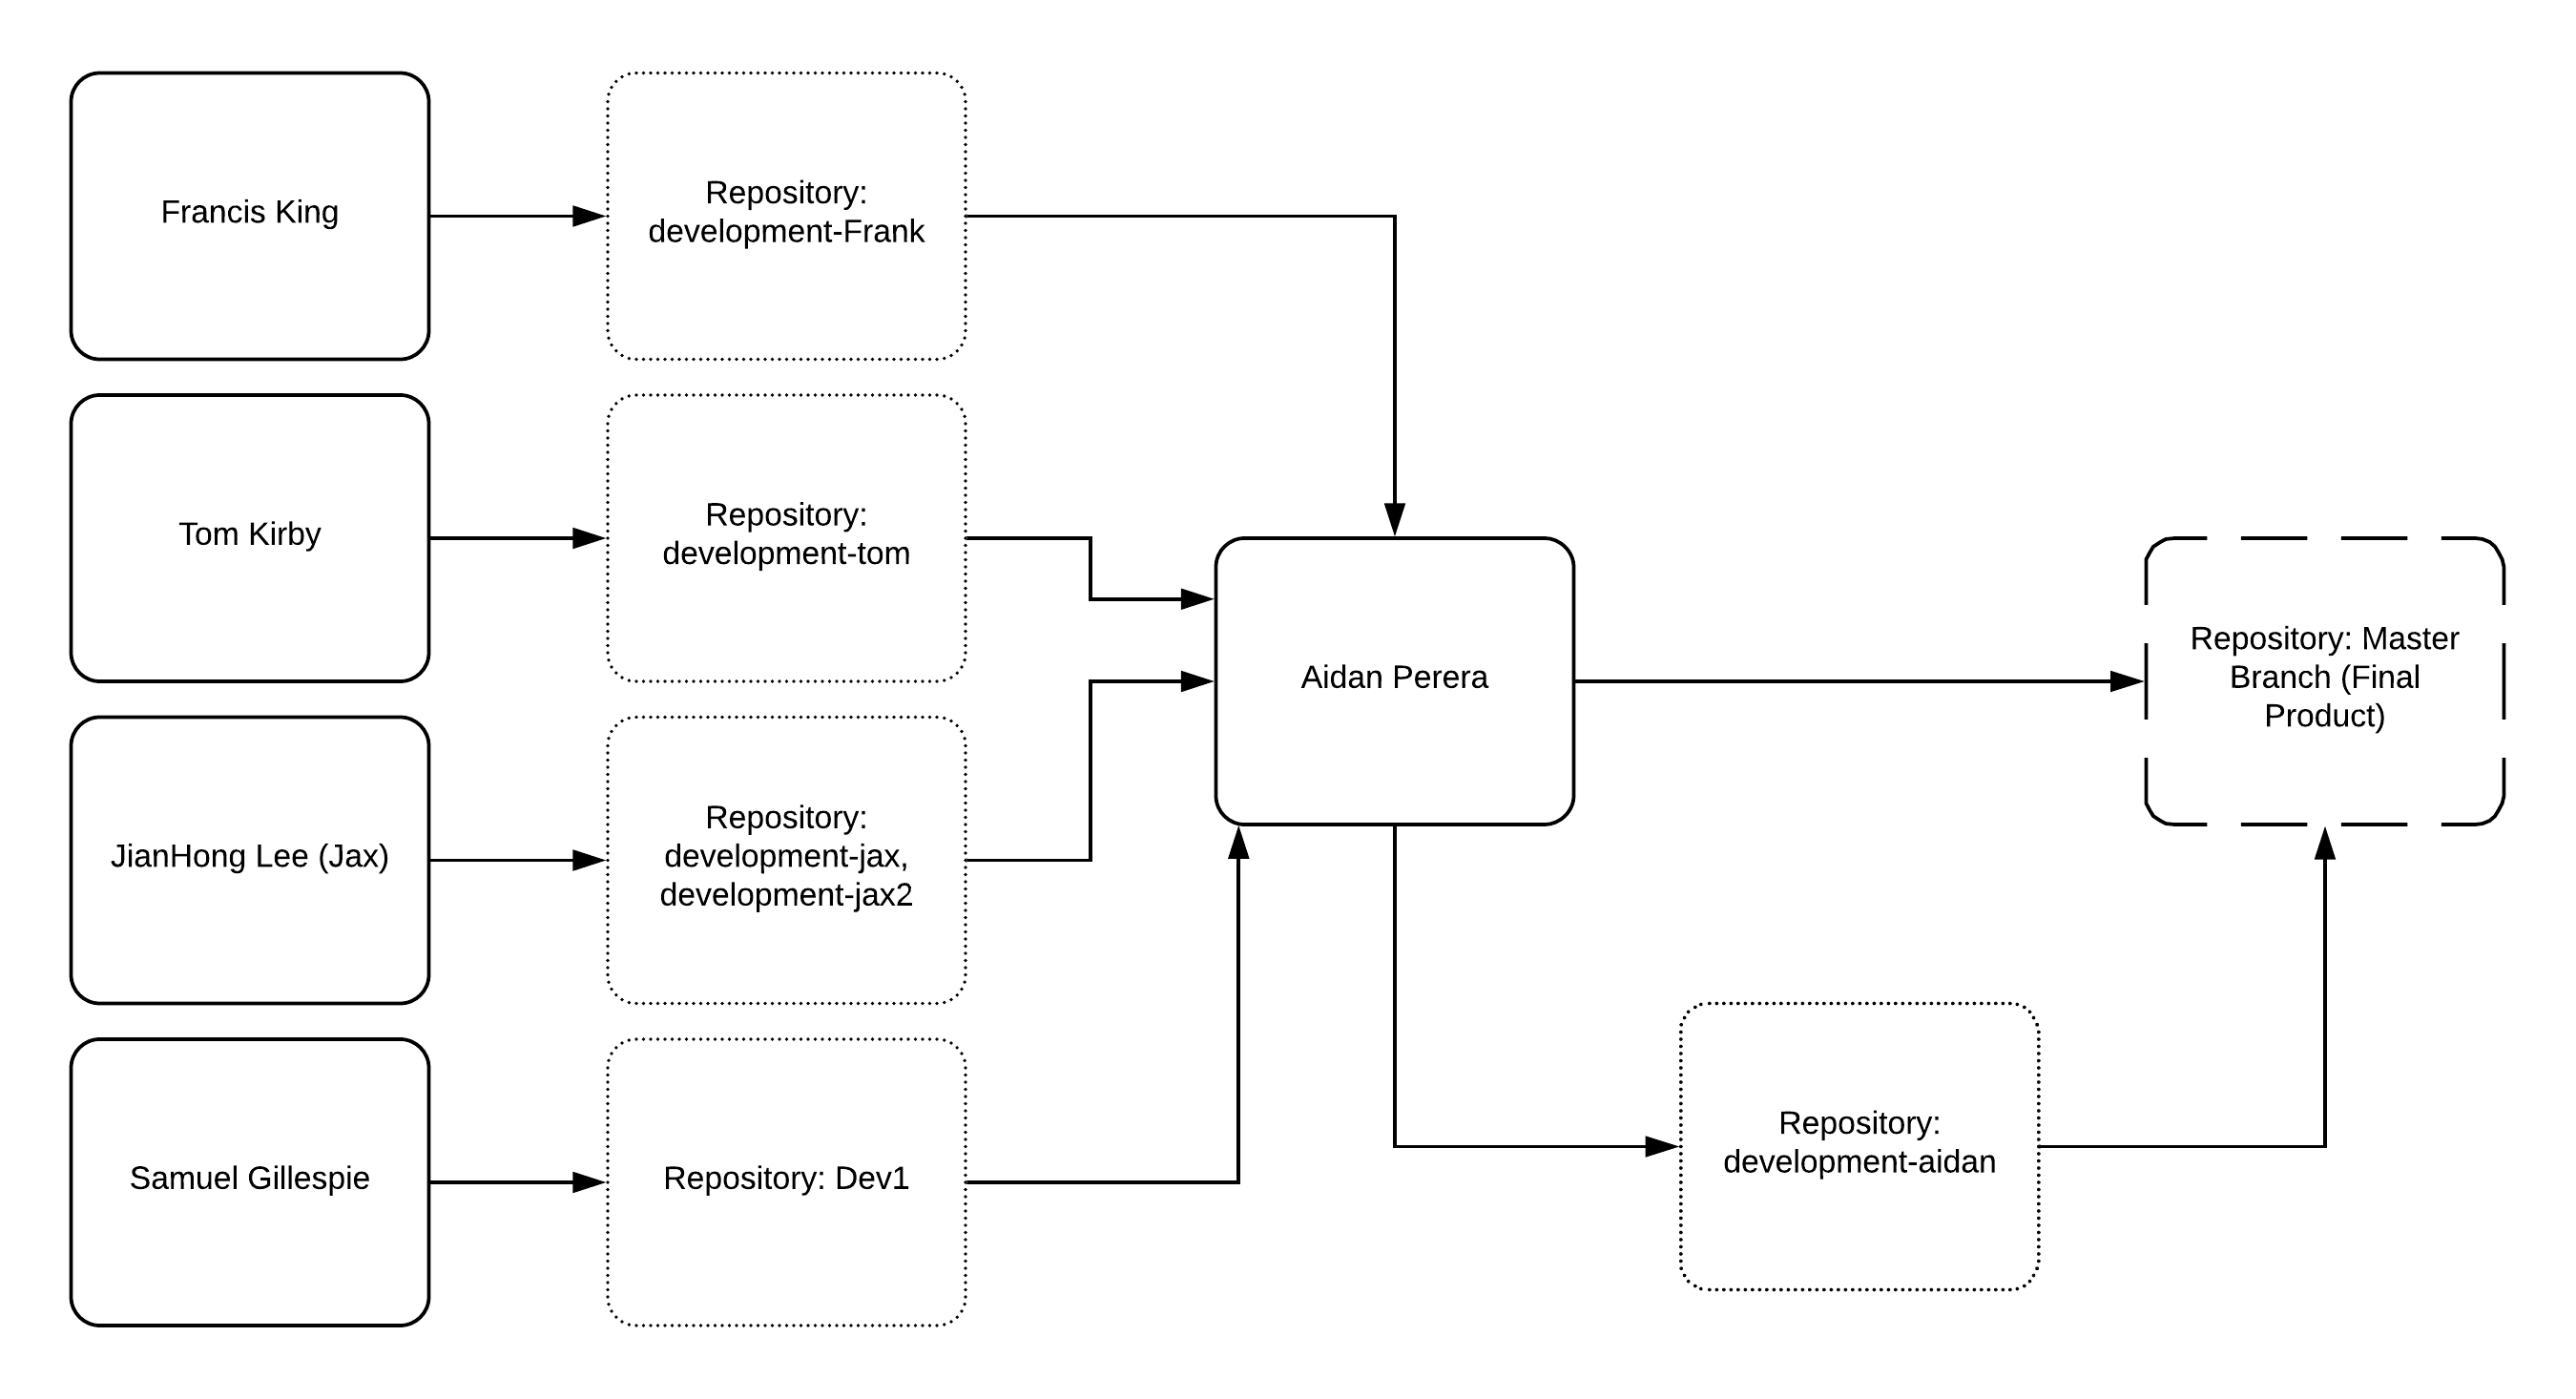 Francis King
Repository:
development-Frank
Tom Kirby
Repository:
development-tom
Aidan Perera
Repository: Master
Branch (Final
Product)
JianHong Lee (Jax)
Repository:
development-jax,
development-jax2
Samuel Gillespie
Repository: Dev1
Repository:
development-aidan